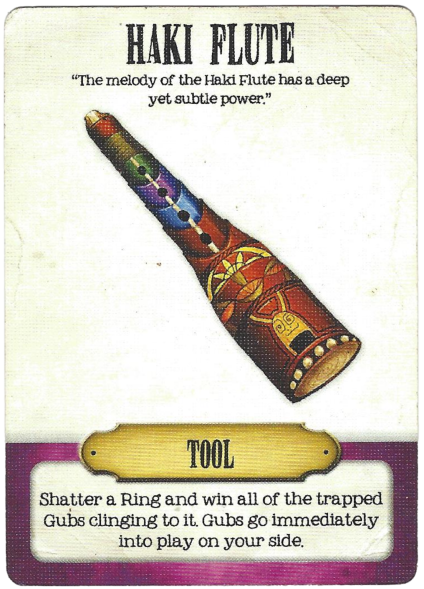 HAKI FLUTE
“The melody of the Haki Flute has a deep
yet subtle power.”
TOOL
Shatter a Ring and win all of the trapped
Gubs clinging to it. Gubs go immediately
into play on your side.